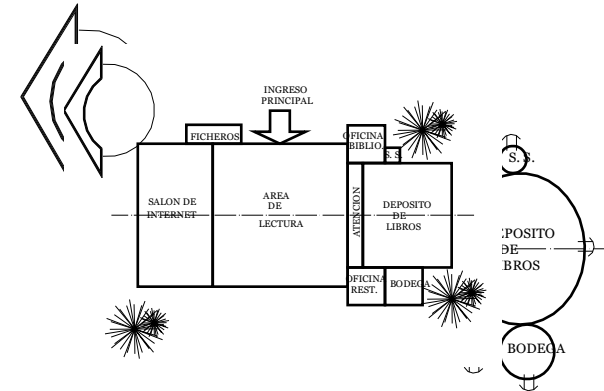 INGRESO
PRINCIPAL
FICHEROS
OFICINA
BIBLIO.
S. S.
SALON DE
INTERNET
AREA
DE
LECTURA
ATENCION
DEPOSITO
DE
LIBROS
OFICINA
REST.
BODEGA
S. S.
EPOSITO
DE
IBROS
BODEGA